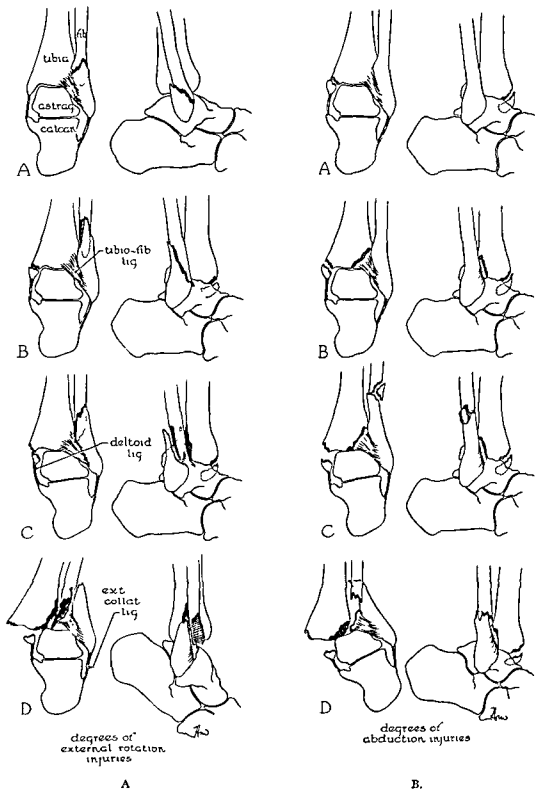 fib
tibia
astrag
calcan
A
tibio-fib
lig
B
deltoid
lig
C
ext
collat
lig
D
degrees of
external rotation
injuries
A
A
B
C
D
degrees of
abduction injuries
B.